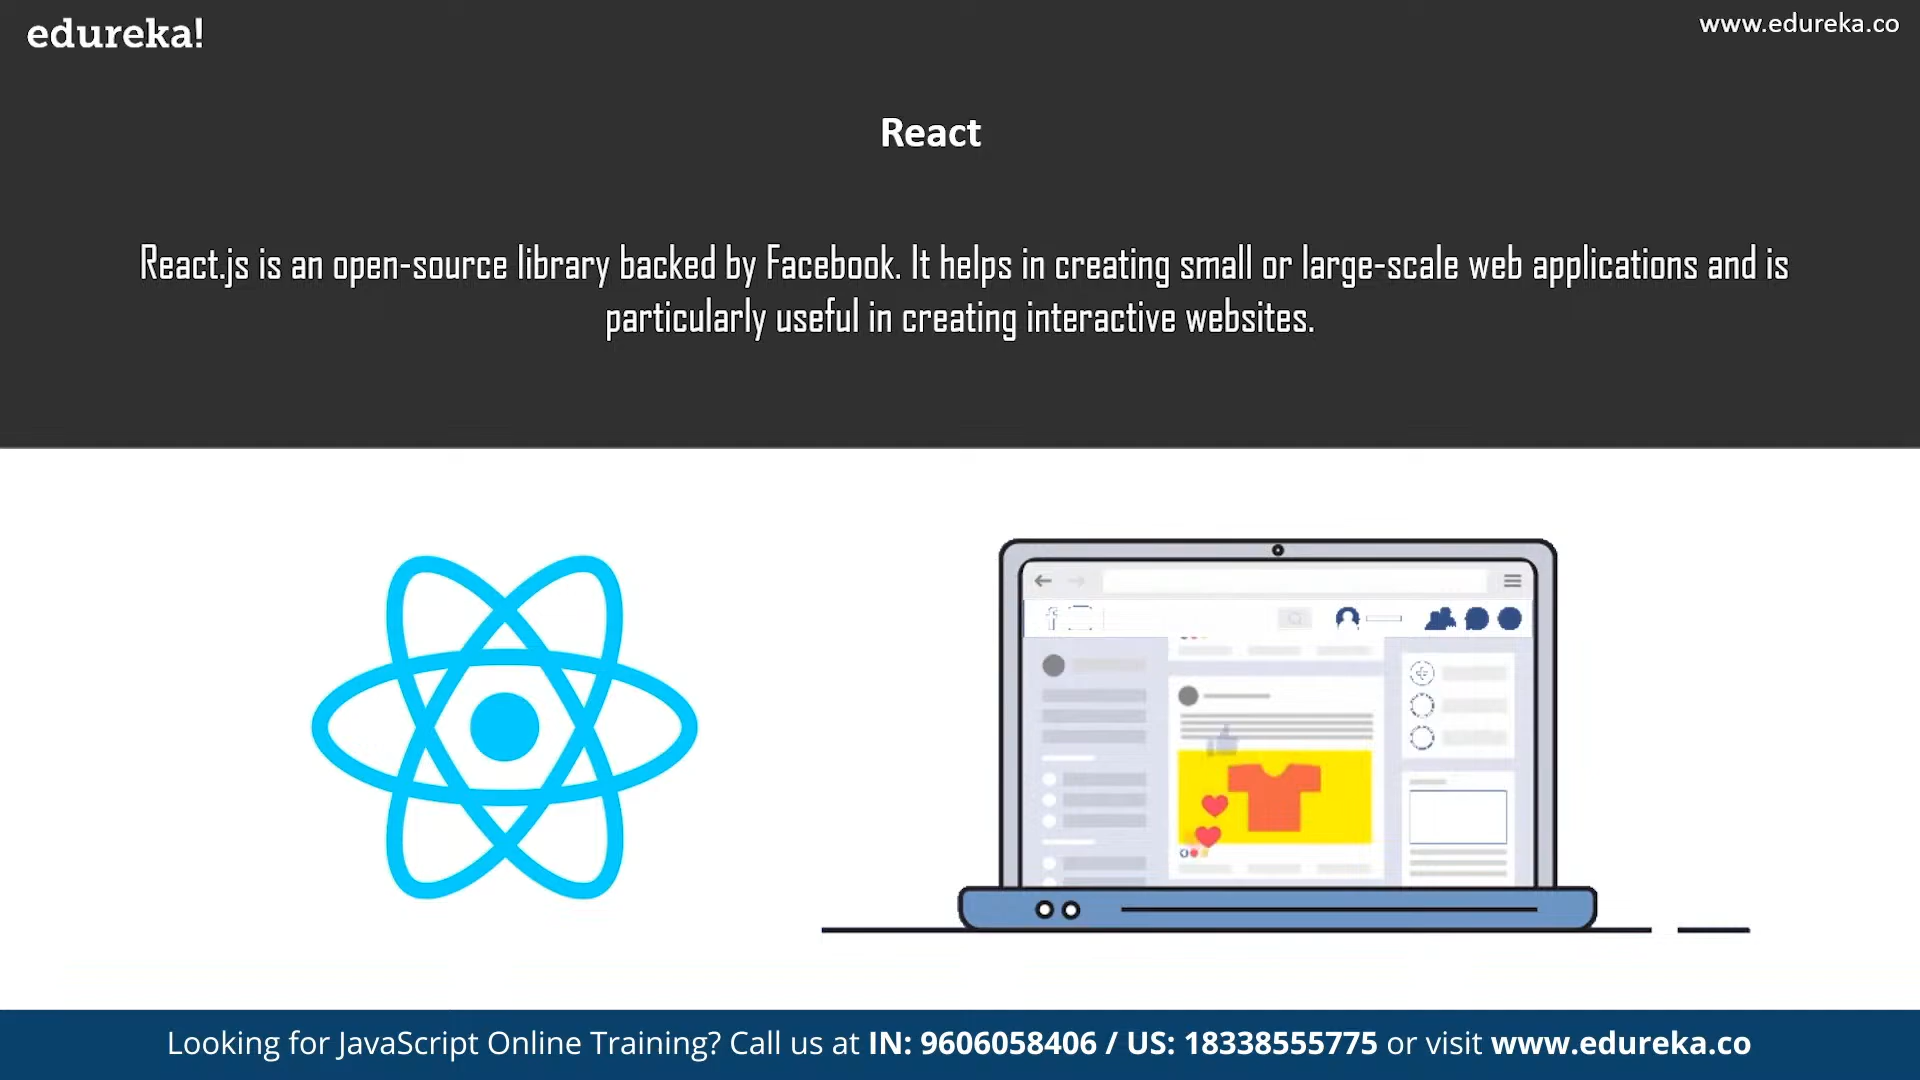 edureka!
www.edureka.co
React
React.js is an open-source library backed by Facebook. It helps in creating small or large-scale web applications and is
particularly useful in creating interactive websites.
Looking for JavaScript Online Training? Call us at IN: 9606058406 / US: 18338555775 or visit www.edureka.co